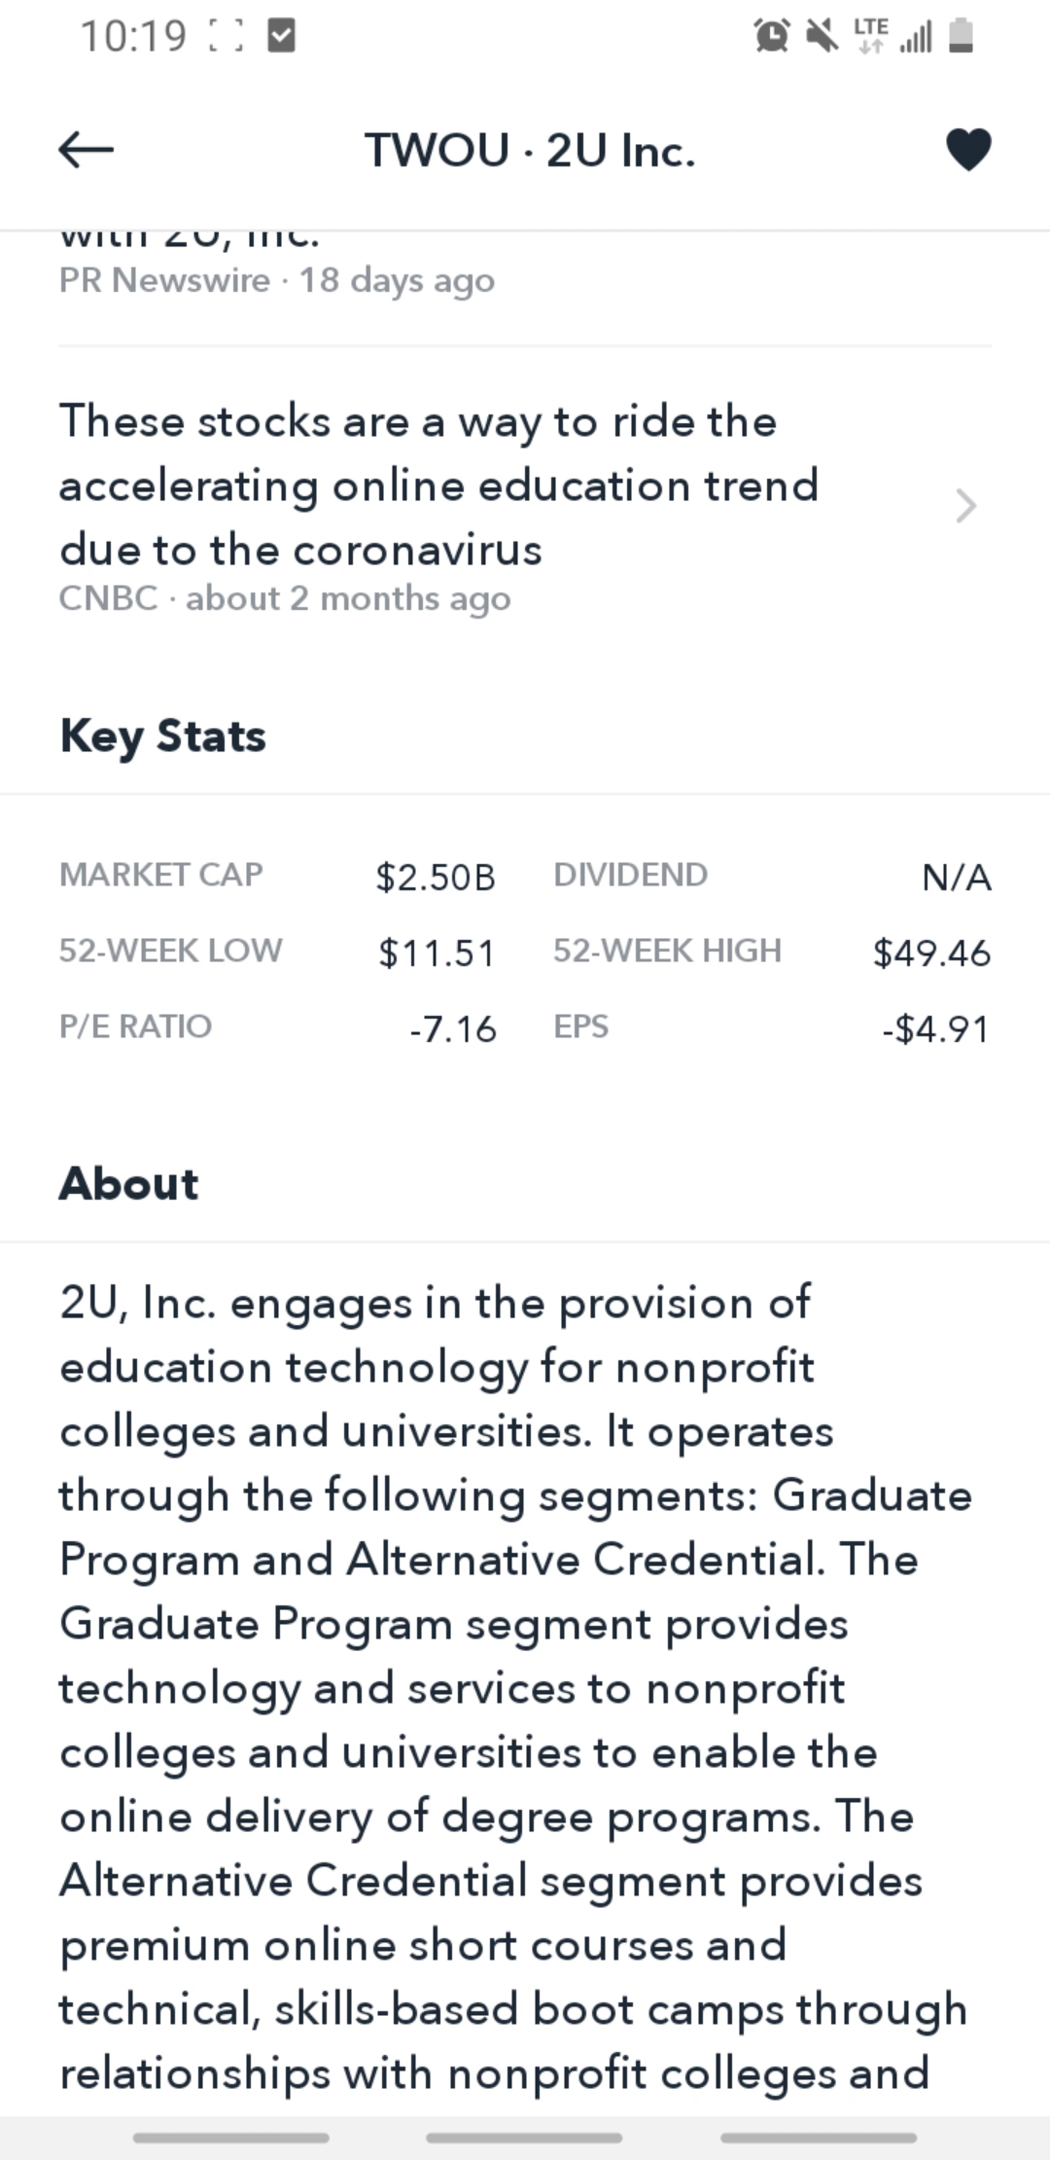 10:19 LTE
TWOU · 2U Inc.
with 2U, Inc.
PR Newswire · 18 days ago
These stocks are a way to ride the
accelerating online education trend
due to the coronavirus
CNBC · about 2 months ago
Key Stats
MARKET CAP $2.50B DIVIDEND N/A
52-WEEK LOW $11.51 52-WEEK HIGH $49.46
P/E RATIO -7.16 EPS -$4.91
About
2U, Inc. engages in the provision of
education technology for nonprofit
colleges and universities. It operates
through the following segments: Graduate
Program and Alternative Credential. The
Graduate Program segment provides
technology and services to nonprofit
colleges and universities to enable the
online delivery of degree programs. The
Alternative Credential segment provides
premium online short courses and
technical, skills-based boot camps through
relationships with nonprofit colleges and